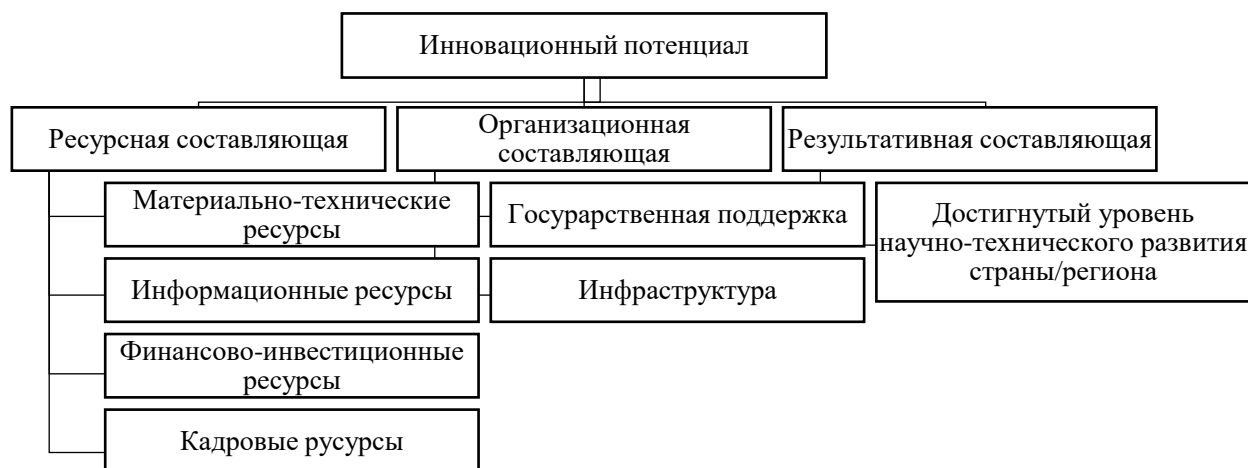 Инновационный потенциал
Ресурсная составляющая
Организационная
составляющая
Результативная составляющая
Материально-технические
ресурсы
Информационные ресурсы
Финансово-инвестиционные
ресурсы
Кадровые русурсы
Госурарственная поддержка
Инфраструктура
Достигнутый уровень
научно-технического развития
страны/региона